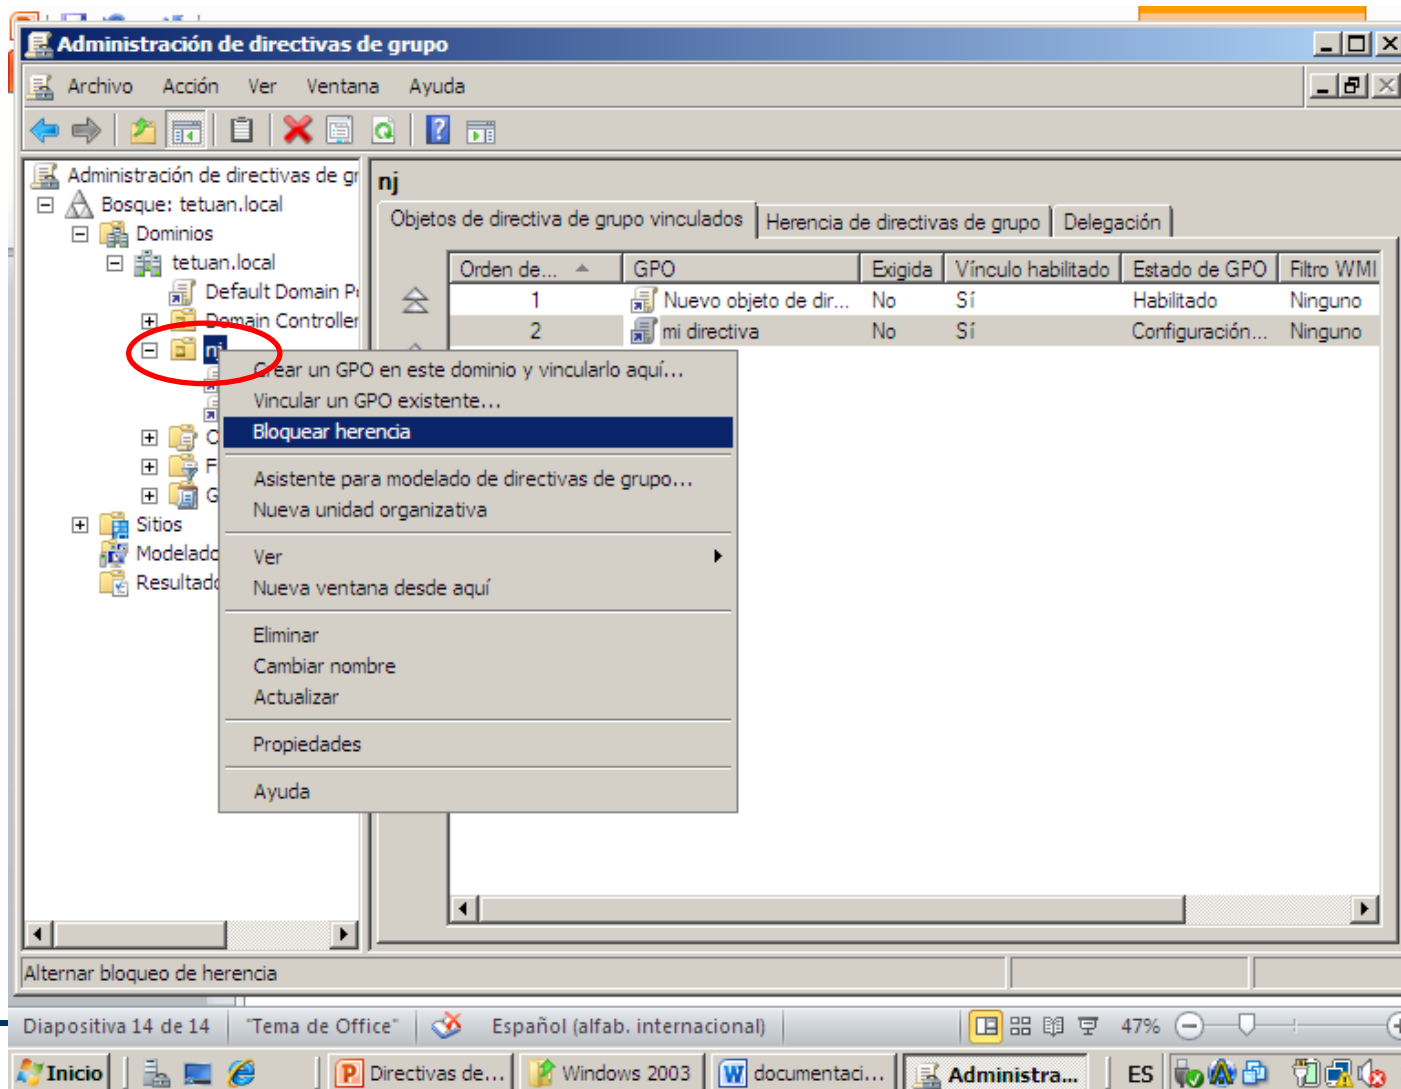 Administración de directivas de grupo
Archivo Acción Ver Ventana Ayuda
Administración de directivas de gr
Bosque: tetuan.local
Dominios
tetuan.local
Default Domain P
Domain Controller
nj
O
F
G
Sitios
Modelado
Resultad
nj
Objetos de directiva de grupo vinculados Herencia de directivas de grupo Delegación
Orden de... GPO Exigida Vínculo habilitado Estado de GPO Filtro WMI
1 Nuevo objeto de dir... No Sí Habilitado Ninguno
2 mi directiva No Sí Configuración... Ninguno
Crear un GPO en este dominio y vincularlo aquí...
Vincular un GPO existente...
Bloquear herencia
Asistente para modelado de directivas de grupo...
Nueva unidad organizativa
Ver
Nueva ventana desde aquí
Eliminar
Cambiar nombre
Actualizar
Propiedades
Ayuda
Alternar bloqueo de herencia
Diapositiva 14 de 14 "Tema de Office" Español (alfab. internacional) 47%
Inicio Directivas de... Windows 2003 documentaci... Administra... ES